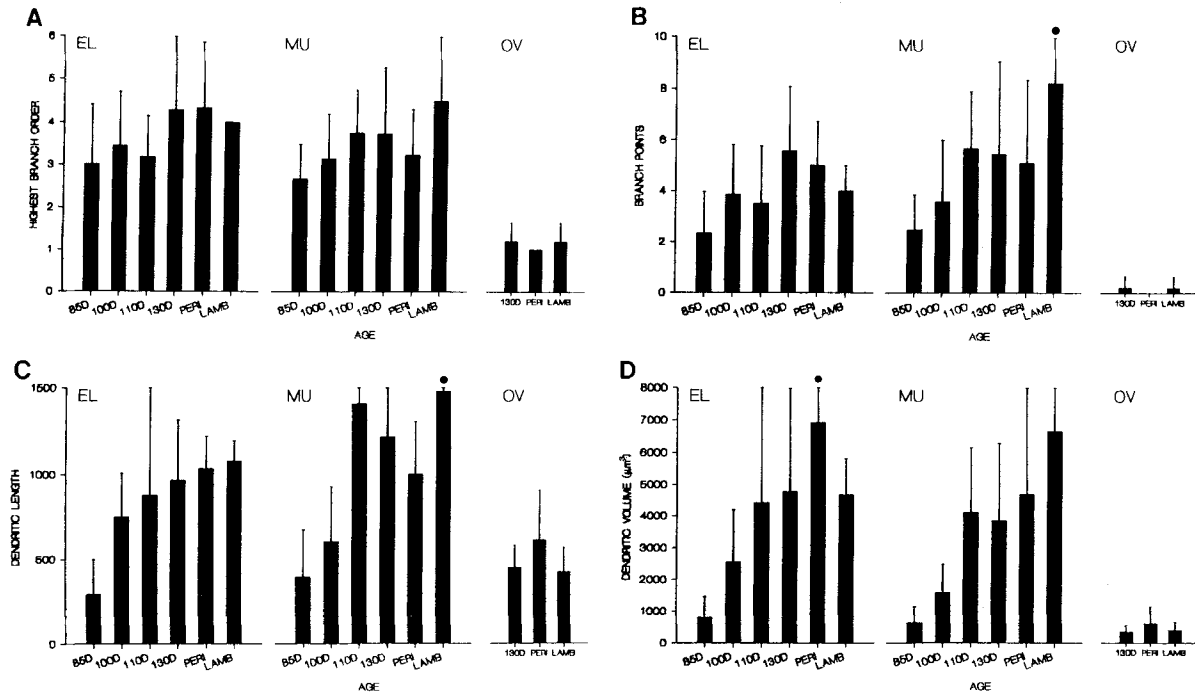 A
EL
MU
OV
HIGHEST BRANCH ORDER
6
5
4
3
2
1
0
85D 100D 110D 130D PERI LAMB
85D 100D 110D 130D PERI LAMB
130D PERI LAMB
AGE
B
EL
MU
OV
BRANCH POINTS
10
8
6
4
2
0
85D 100D 110D 130D PERI LAMB
85D 100D 110D 130D PERI LAMB
130D PERI LAMB
AGE
C
EL
MU
OV
DENDRITIC LENGTH
1500
1000
500
0
85D 100D 110D 130D PERI LAMB
85D 100D 110D 130D PERI LAMB
130D PERI LAMB
AGE
D
EL
MU
OV
DENDRITIC VOLUME (μm³)
8000
7000
6000
5000
4000
3000
2000
1000
0
85D 100D 110D 130D PERI LAMB
85D 100D 110D 130D PERI LAMB
130D PERI LAMB
AGE